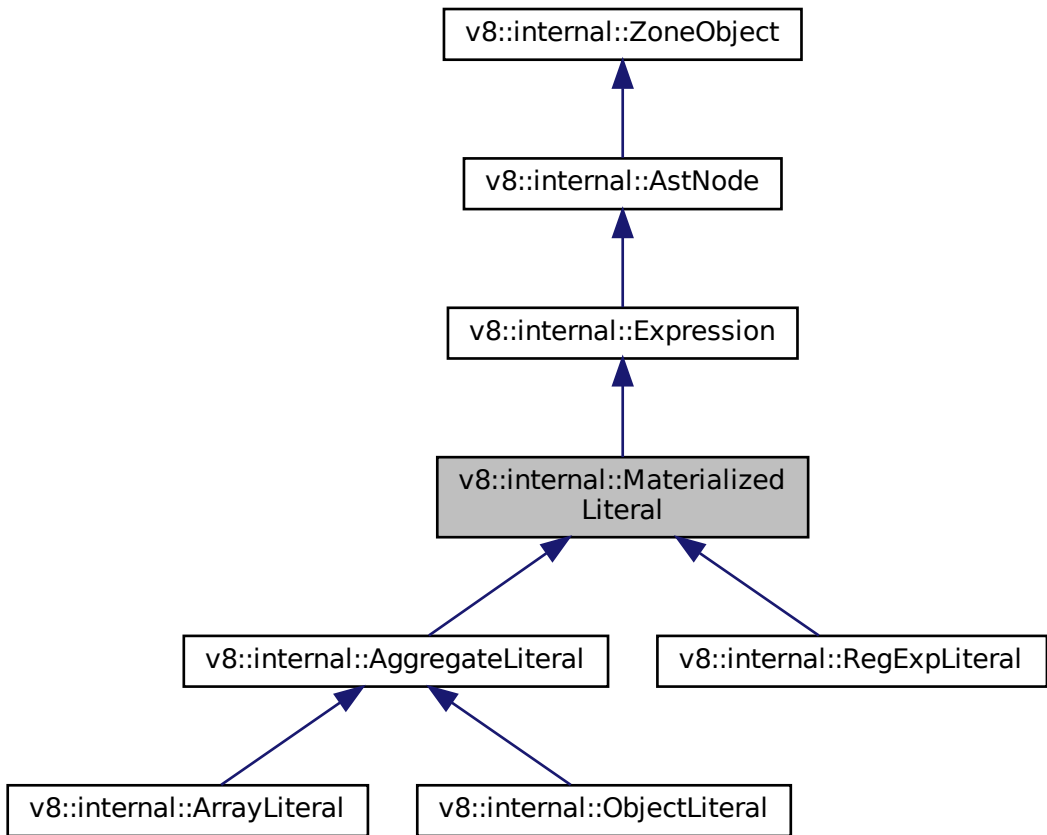 v8::internal::ZoneObject
v8::internal::AstNode
v8::internal::Expression
v8::internal::Materialized
Literal
v8::internal::AggregateLiteral
v8::internal::RegExpLiteral
v8::internal::ArrayLiteral
v8::internal::ObjectLiteral